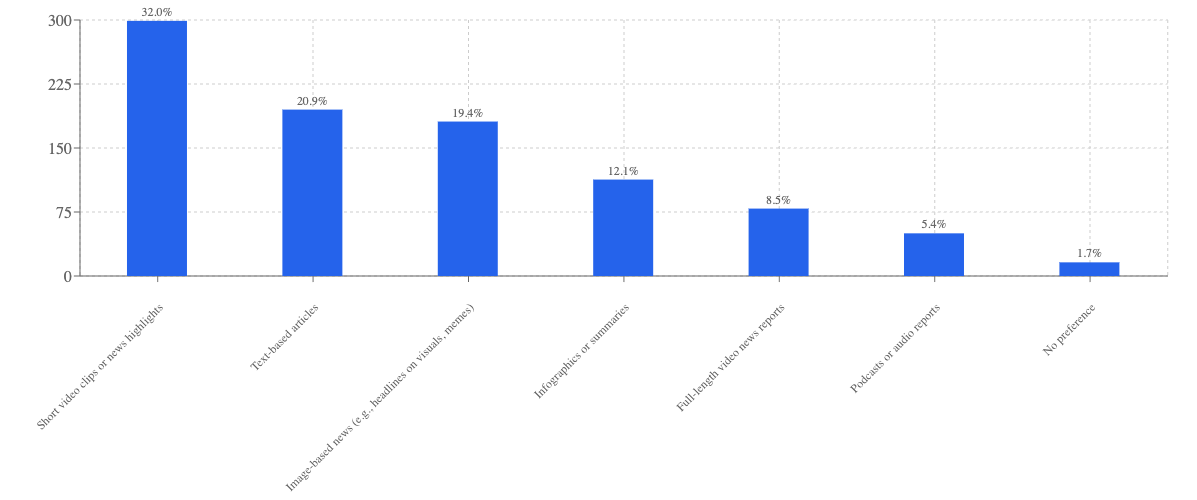 32.0%
20.9%
19.4%
12.1%
8.5%
5.4%
1.7%
300
225
150
75
0
Short video clips or news highlights
Text-based articles
Image-based news (e.g., headlines on visuals, memes)
Infographics or summaries
Full-length video news reports
Podcasts or audio reports
No preference